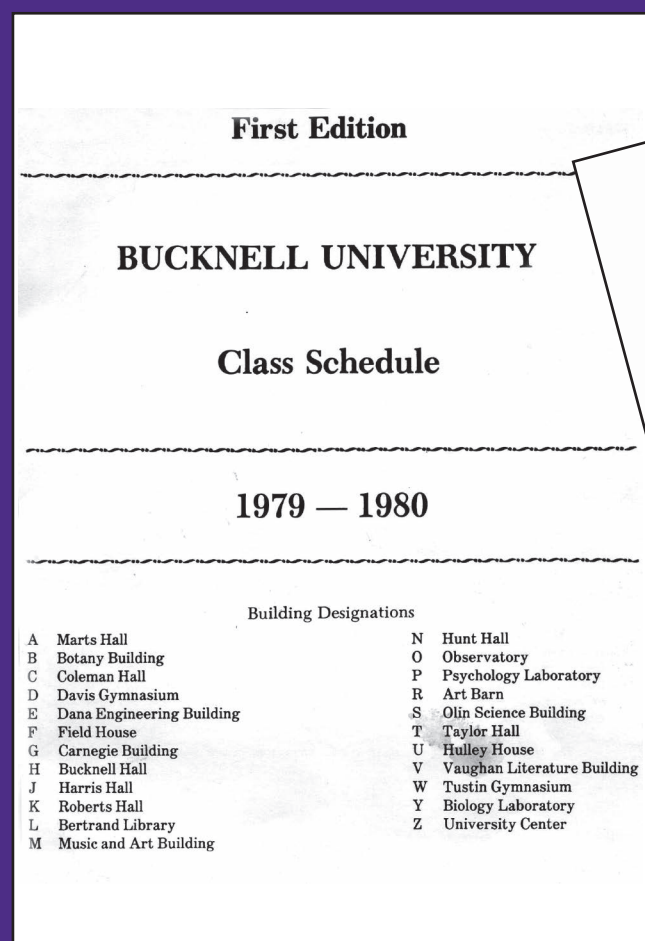 First Edition
BUCKNELL UNIVERSITY
Class Schedule
1979 — 1980
Building Designations
A Marts Hall
B Botany Building
C Coleman Hall
D Davis Gymnasium
E Dana Engineering Building
F Field House
G Carnegie Building
H Bucknell Hall
J Harris Hall
K Roberts Hall
L Bertrand Library
M Music and Art Building
N Hunt Hall
O Observatory
P Psychology Laboratory
R Art Barn
S Olin Science Building
T Taylor Hall
U Hulley House
V Vaughan Literature Building
W Tustin Gymnasium
Y Biology Laboratory
Z University Center